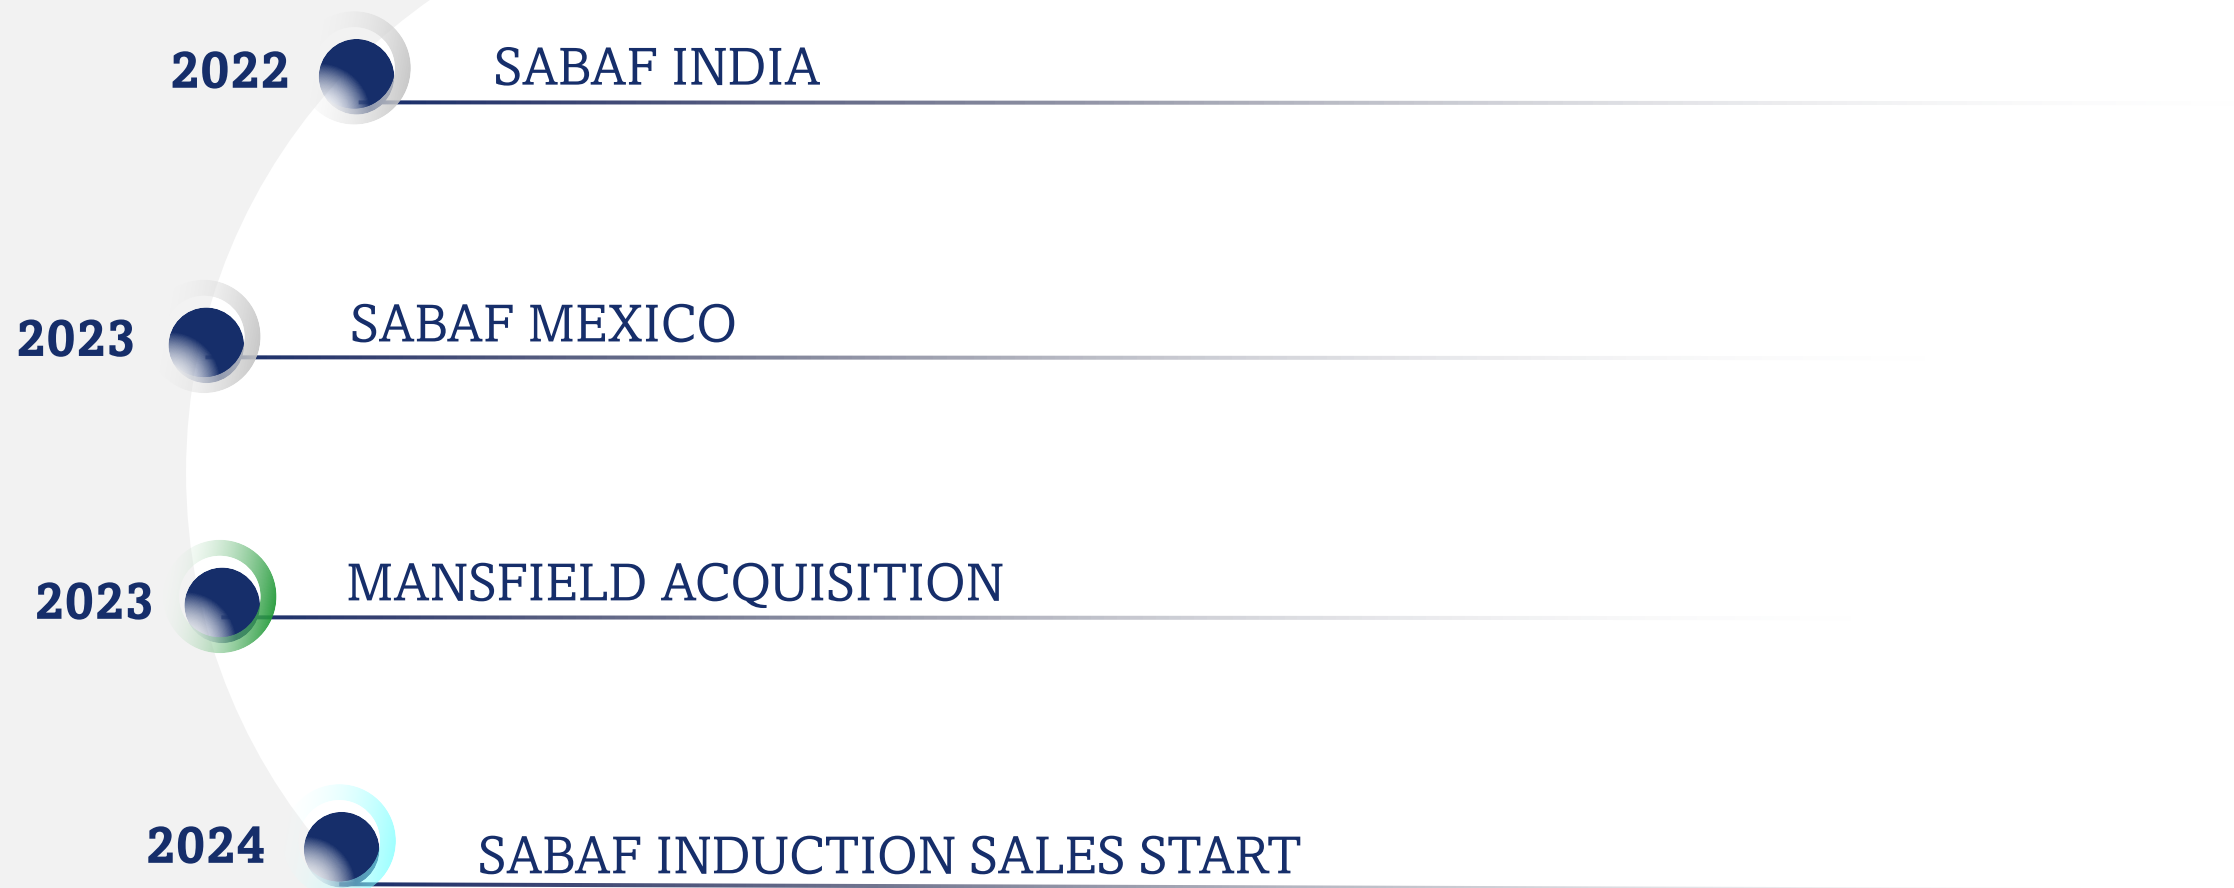 2022 SABAF INDIA
2023 SABAF MEXICO
2023 MANSFIELD ACQUISITION
2024 SABAF INDUCTION SALES START